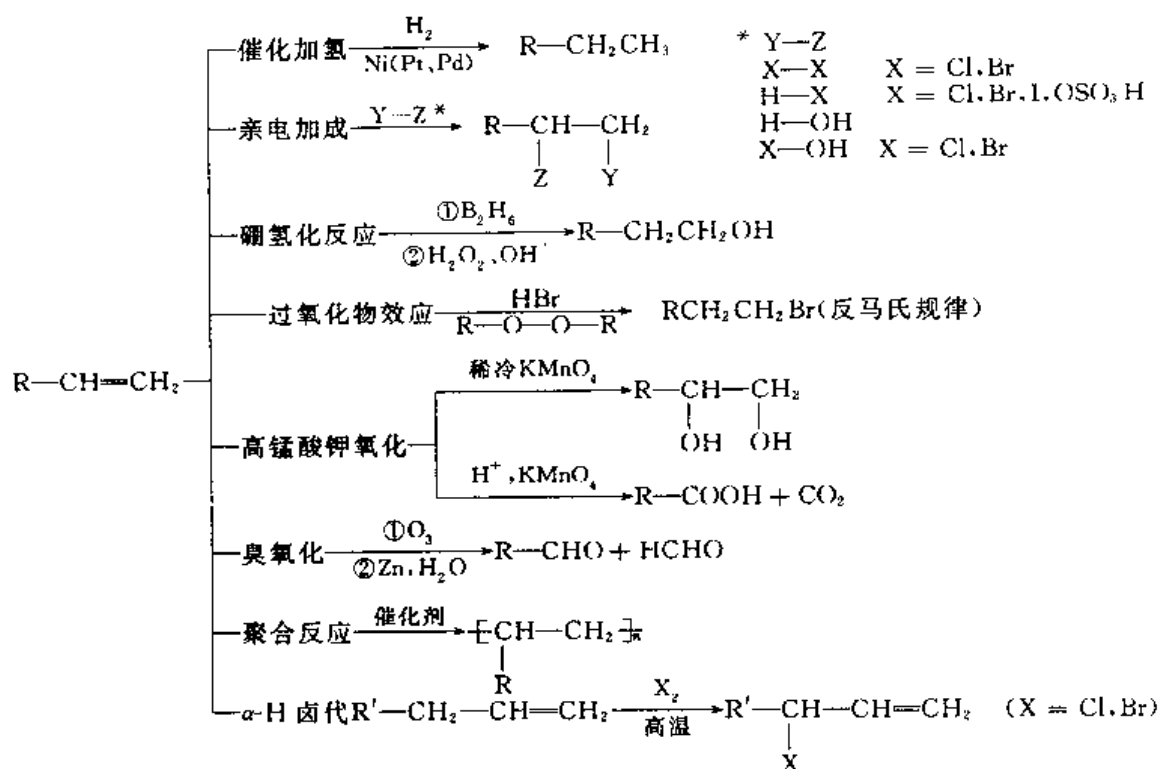 催化加氢 H₂ Ni(Pt、Pd) R—CH₂CH₃
* Y—Z
X—X X = Cl.Br
H—X X = Cl.Br.I.OSO₃H
H—OH
X—OH X = Cl.Br
亲电加成 Y—Z * R—CH—CH₂
Z Y
硼氢化反应 ①B₂H₆ ②H₂O₂、OH R—CH₂CH₂OH
过氧化物效应 HBr R—O—O—R RCH₂CH₂Br(反马氏规律)
R—CH=CH₂
高锰酸钾氧化
稀冷KMnO₄ R—CH—CH₂
OH OH
H⁺,KMnO₄ R—COOH + CO₂
臭氧化 ①O₃ ②Zn.H₂O R—CHO + HCHO
聚合反应 催化剂 [CH—CH₂]n
R
α-H 卤代 R′—CH₂—CH=CH₂ X₂ 高温 R′—CH—CH=CH₂ (X = Cl.Br)
X